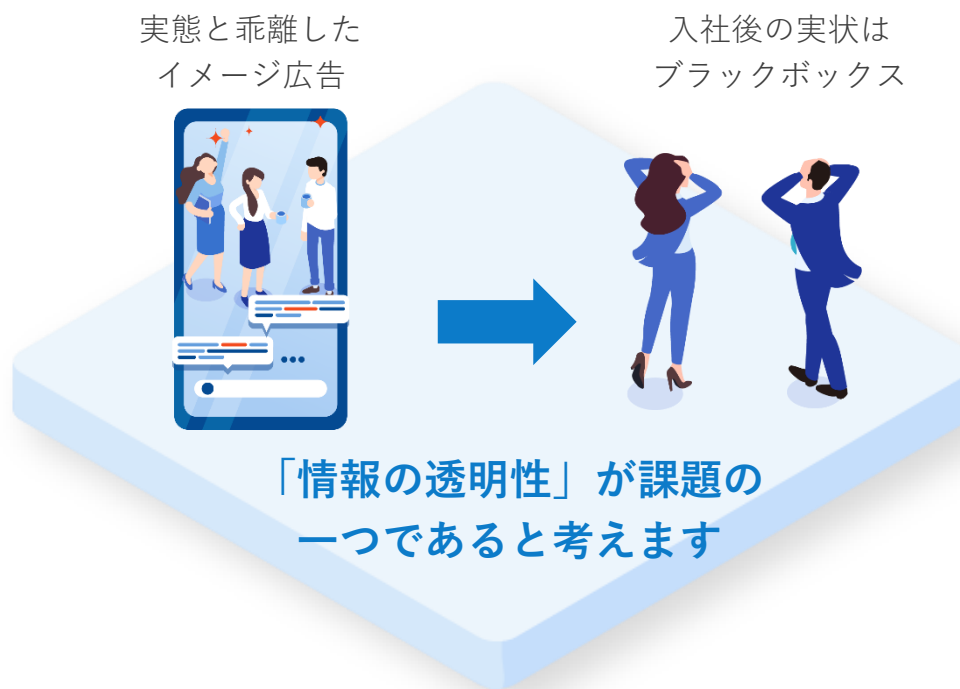 実態と乖離した
イメージ広告
入社後の実状は
ブラックボックス
「情報の透明性」が課題の
一つであると考えます